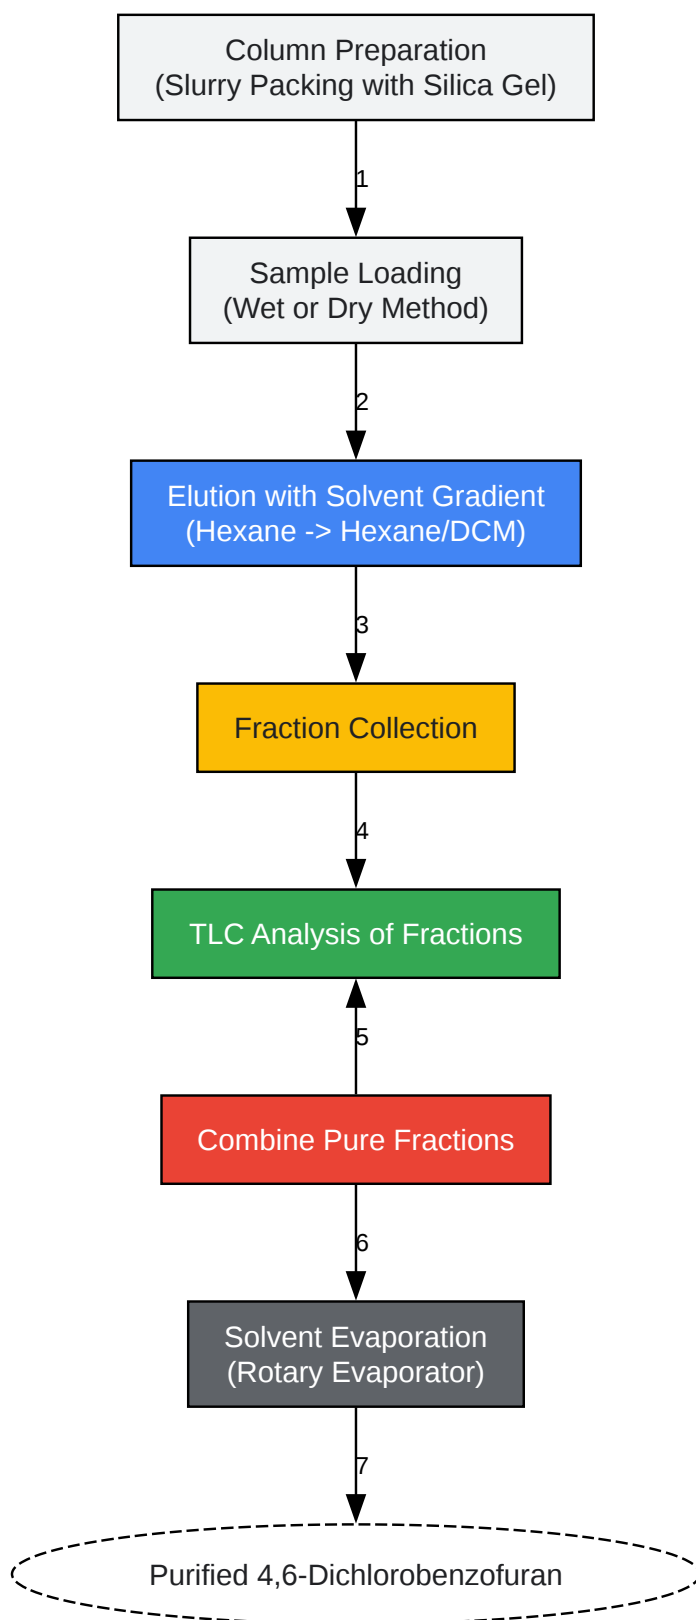 Column Preparation
(Slurry Packing with Silica Gel)
1
Sample Loading
(Wet or Dry Method)
2
Elution with Solvent Gradient
(Hexane -> Hexane/DCM)
3
Fraction Collection
4
TLC Analysis of Fractions
5
Combine Pure Fractions
6
Solvent Evaporation
(Rotary Evaporator)
7
Purified 4,6-Dichlorobenzofuran